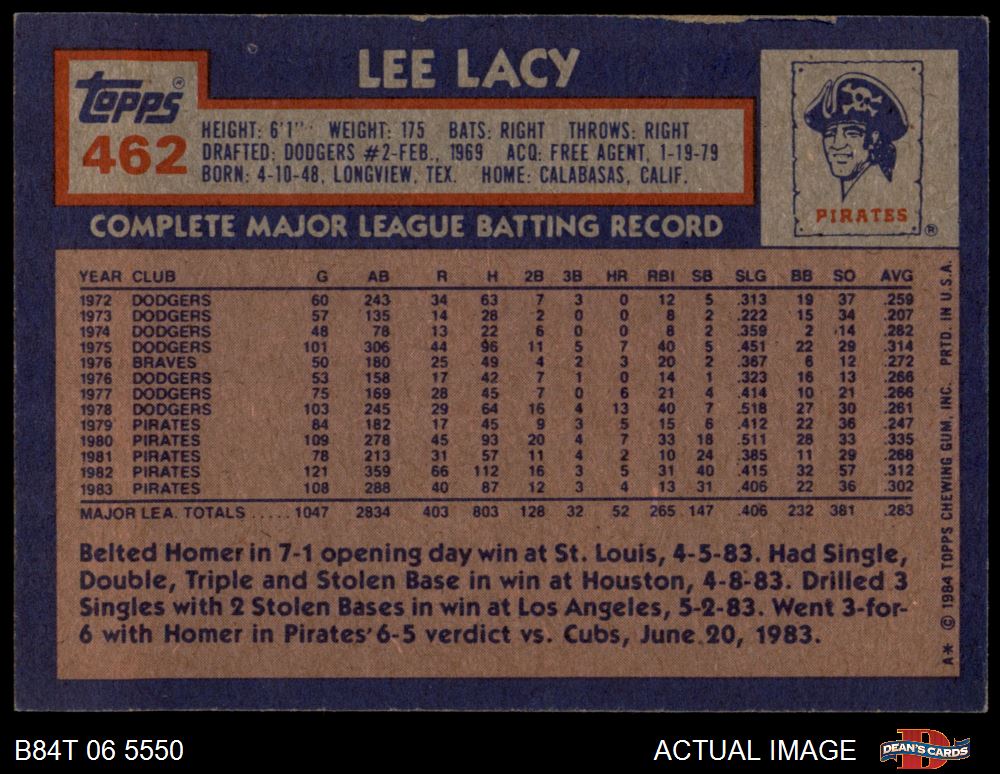 LEE LACY
TOPPS ®
462
HEIGHT: 6'1" WEIGHT: 175 BATS: RIGHT THROWS: RIGHT
DRAFTED: DODGERS #2-FEB., 1969 ACQ: FREE AGENT, 1-19-79
BORN: 4-10-48, LONGVIEW, TEX. HOME: CALABASAS, CALIF.
PIRATES
®
COMPLETE MAJOR LEAGUE BATTING RECORD
YEAR CLUB G AB R H 2B 3B HR RBI SB SLG BB SO AVG
1972 DODGERS 60 243 34 63 7 3 0 12 5 .313 19 37 .259
1973 DODGERS 57 135 14 28 2 0 0 8 2 .222 15 34 .207
1974 DODGERS 48 78 13 22 6 0 0 8 2 .359 2 14 .282
1975 DODGERS 101 306 44 96 11 5 7 40 5 .451 22 29 .314
1976 BRAVES 50 180 25 49 4 2 3 20 2 .367 6 12 .272
1976 DODGERS 53 158 17 42 7 1 0 14 1 .323 16 13 .266
1977 DODGERS 75 169 28 45 7 0 6 21 4 .414 10 21 .266
1978 DODGERS 103 245 29 64 16 4 13 40 7 .518 27 30 .261
1979 PIRATES 84 182 17 45 9 3 5 15 6 .412 22 36 .247
1980 PIRATES 109 278 45 93 20 4 7 33 18 .511 28 33 .335
1981 PIRATES 78 213 31 57 11 4 2 10 24 .385 11 29 .268
1982 PIRATES 121 359 66 112 16 3 5 31 40 .415 32 57 .312
1983 PIRATES 108 288 40 87 12 3 4 13 31 .406 22 36 .302
MAJOR LEA. TOTALS ..... 1047 2834 403 803 128 32 52 265 147 .406 232 381 .283
Belted Homer in 7-1 opening day win at St. Louis, 4-5-83. Had Single,
Double, Triple and Stolen Base in win at Houston, 4-8-83. Drilled 3
Singles with 2 Stolen Bases in win at Los Angeles, 5-2-83. Went 3-for-
6 with Homer in Pirates' 6-5 verdict vs. Cubs, June 20, 1983.
A* © 1984 TOPPS CHEWING GUM, INC. PRTD. IN U.S.A.
B84T 06 5550
ACTUAL IMAGE
DEAN'S CARDS